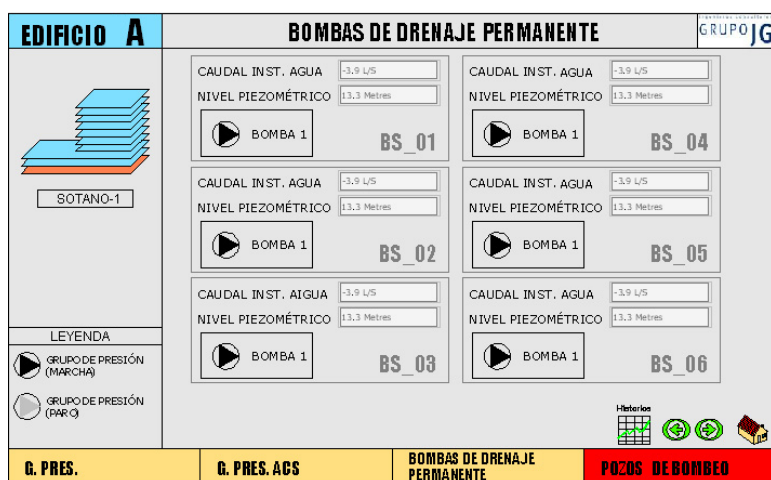 EDIFICIO A
BOMBAS DE DRENAJE PERMANENTE
GRUPO JG
CAUDAL INST. AGUA -3.9 L/S
NIVEL PIEZOMÉTRICO 13.3 Metres
BOMBA 1
BS_01
CAUDAL INST. AGUA -3.9 L/S
NIVEL PIEZOMÉTRICO 13.3 Metres
BOMBA 1
BS_04
SOTANO-1
CAUDAL INST. AGUA -3.9 L/S
NIVEL PIEZOMÉTRICO 13.3 Metres
BOMBA 1
BS_02
CAUDAL INST. AGUA -3.9 L/S
NIVEL PIEZOMÉTRICO 13.3 Metres
BOMBA 1
BS_05
CAUDAL INST. AIGUA -3.9 L/S
NIVEL PIEZOMÉTRICO 13.3 Metres
BOMBA 1
BS_03
CAUDAL INST. AGUA -3.9 L/S
NIVEL PIEZOMÉTRICO 13.3 Metres
BOMBA 1
BS_06
LEYENDA
GRUPO DE PRESIÓN
(MARCHA)
GRUPO DE PRESIÓN
(PARO)
Historlos
G. PRES.
G. PRES. ACS
BOMBAS DE DRENAJE
PERMANENTE
POZOS DE BOMBEO